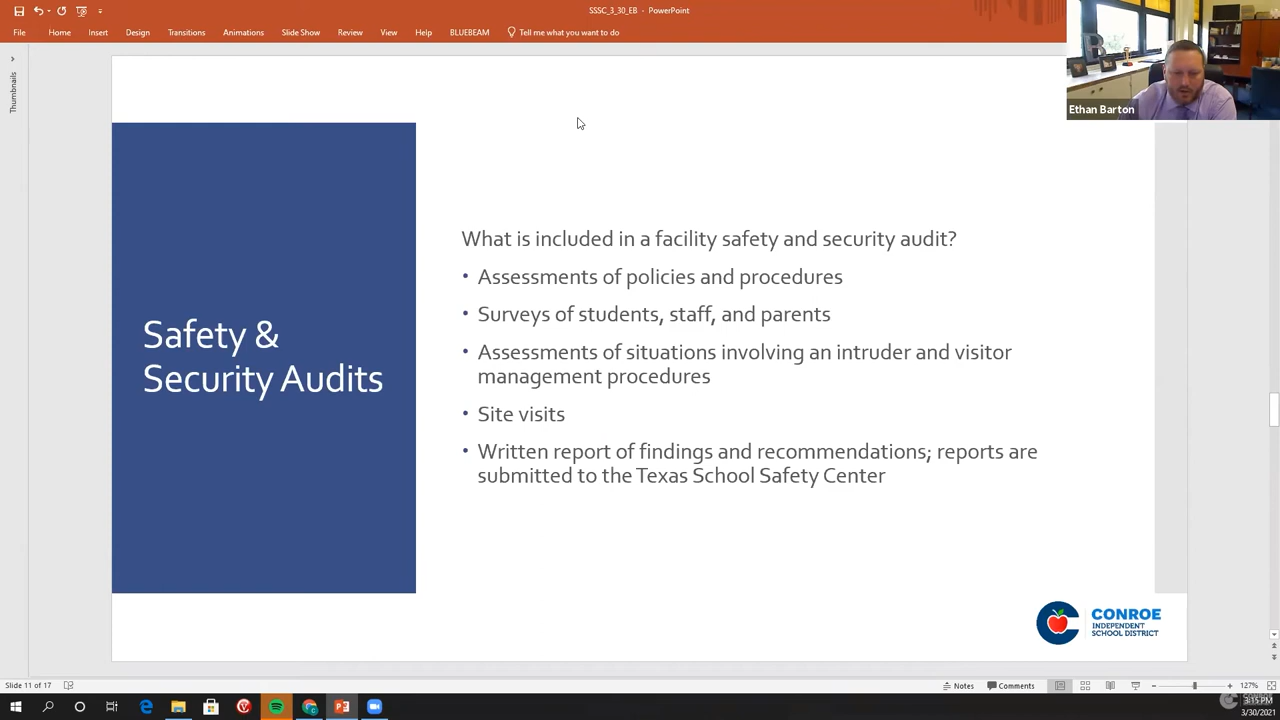 SSSC_3_30_EB - PowerPoint
File Home Insert Design Transitions Animations Slide Show Review View Help BLUEBEAM Tell me what you want to do
Ethan Barton
Thumbnails
Safety &
Security Audits
What is included in a facility safety and security audit?
• Assessments of policies and procedures
• Surveys of students, staff, and parents
• Assessments of situations involving an intruder and visitor
management procedures
• Site visits
• Written report of findings and recommendations; reports are
submitted to the Texas School Safety Center
CONROE
INDEPENDENT
SCHOOL DISTRICT
Slide 11 of 17
Notes Comments 127%
3:15 PM
3/30/2021